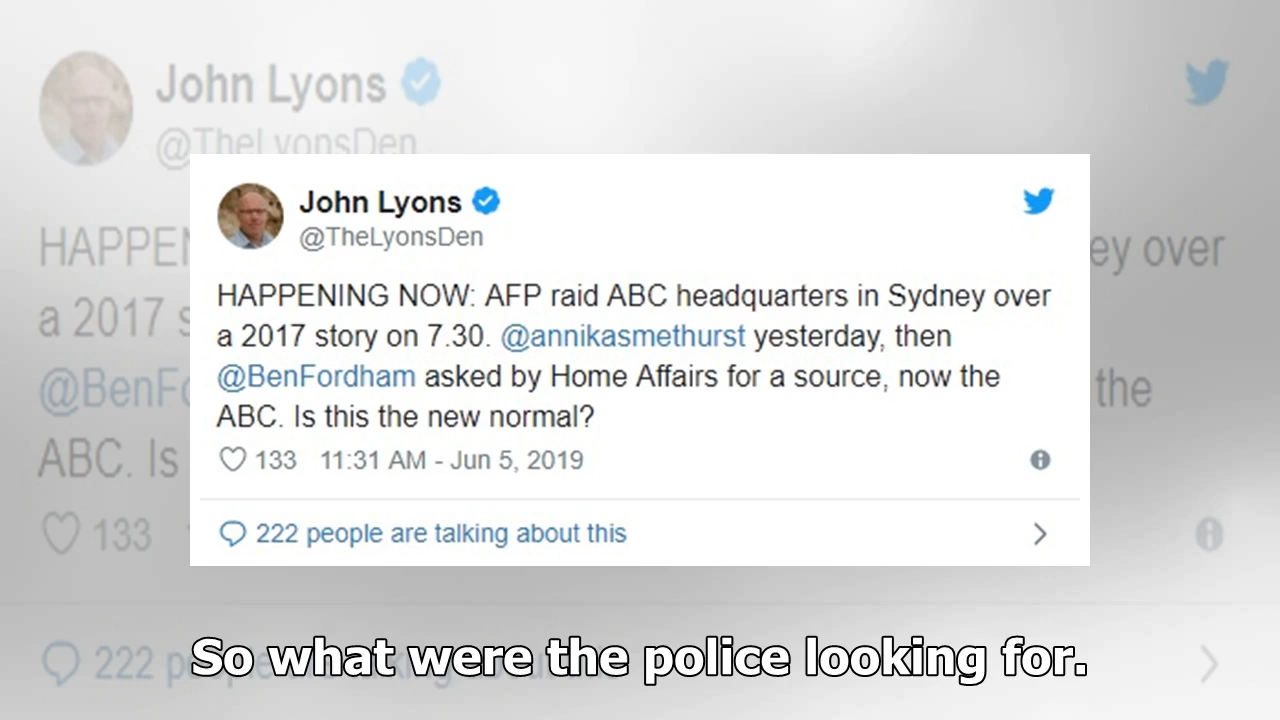 John Lyons
@TheLyonsDen
HAPPENING NOW: AFP raid ABC headquarters in Sydney over
a 2017 story on 7.30. @annikasmethurst yesterday, then
@BenFordham asked by Home Affairs for a source, now the
ABC. Is this the new normal?
133 11:31 AM - Jun 5, 2019
222 people are talking about this
So what were the police looking for.